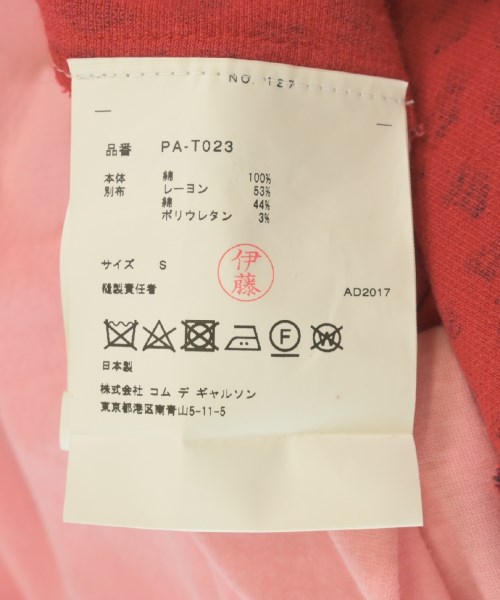 NO. 127
品番 PA-T023
本体 綿 100%
別布 レーヨン 53%
綿 44%
ポリウレタン 3%
サイズ S
伊藤
縫製責任者
AD2017
F
W
日本製
株式会社 コム デ ギャルソン
東京都港区南青山5-11-5